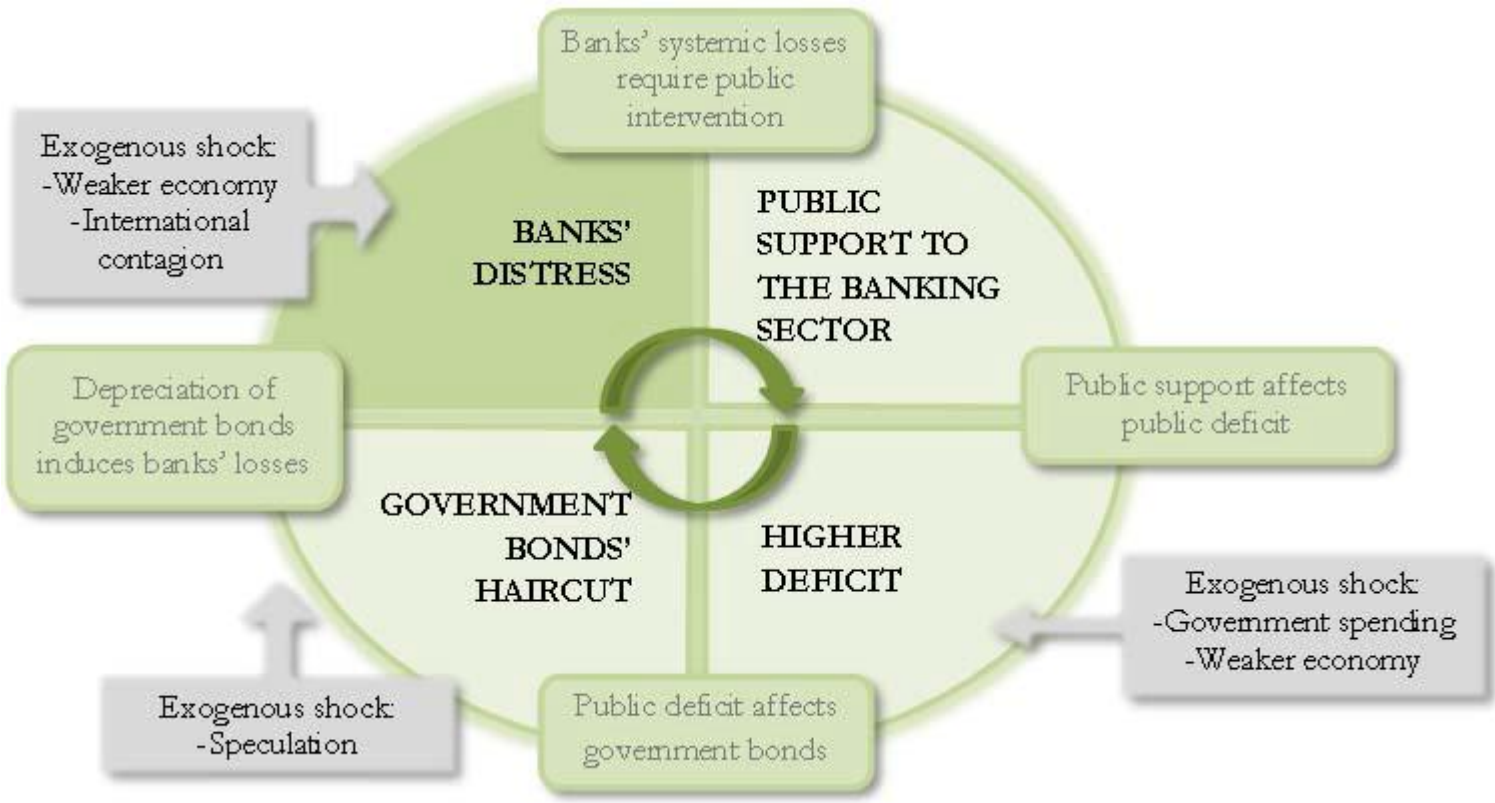 Banks’ systemic losses
require public
intervention
Exogenous shock:
-Weaker economy
-International
contagion
BANKS’
DISTRESS
PUBLIC
SUPPORT TO
THE BANKING
SECTOR
Depreciation of
government bonds
induces banks’ losses
Public support affects
public deficit
GOVERNMENT
BONDS’
HAIRCUT
HIGHER
DEFICIT
Exogenous shock:
-Government spending
-Weaker economy
Exogenous shock:
-Speculation
Public deficit affects
government bonds